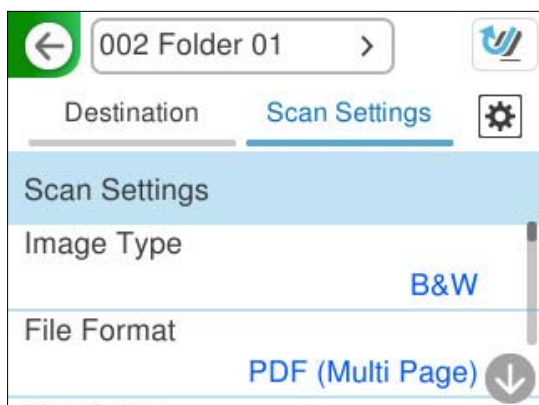 002 Folder 01
Destination
Scan Settings
Scan Settings
Image Type
B&W
File Format
PDF (Multi Page)